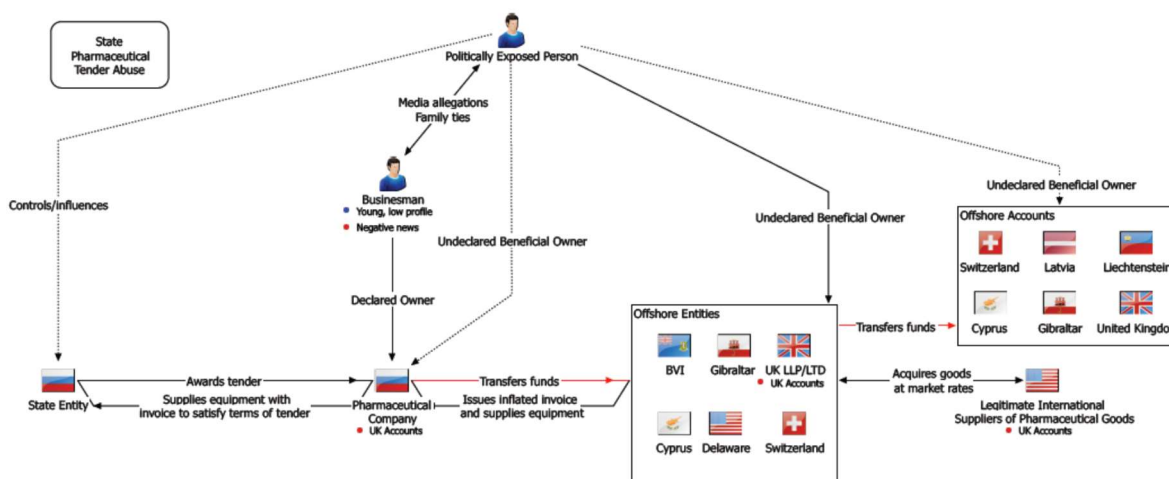 State
Pharmaceutical
Tender Abuse
Politically Exposed Person
Media allegations
Family ties
Businesman
Young, low profile
Negative news
Controls/influences
Undeclared Beneficial Owner
Undeclared Beneficial Owner
Undeclared Beneficial Owner
Declared Owner
Offshore Accounts
Switzerland
Latvia
Liechtenstein
Cyprus
Gibraltar
United Kingdo
Offshore Entities
BVI
Gibraltar
UK LLP/LTD
UK Accounts
Cyprus
Delaware
Switzerland
Transfers funds
State Entity
Awards tender
Supplies equipment with
invoice to satisfy terms of tender
Pharmaceutical
Company
UK Accounts
Transfers funds
Issues inflated invoice
and supplies equipment
Acquires goods
at market rates
Legitimate International
Suppliers of Pharmaceutical Goods
UK Accounts